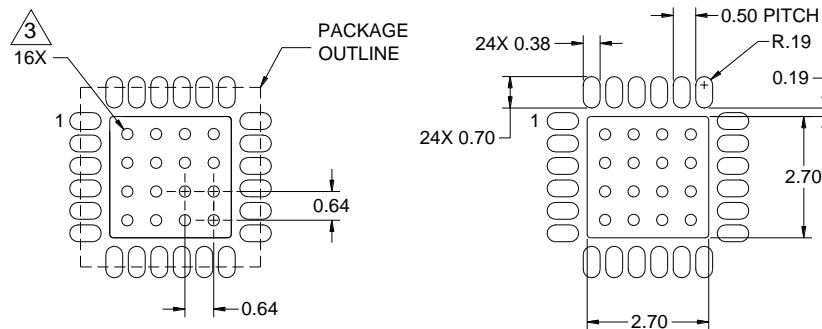 3
16X
PACKAGE
OUTLINE
1
0.64
0.64
24X 0.38
0.50 PITCH
R.19
0.19
24X 0.70
1
2.70
2.70